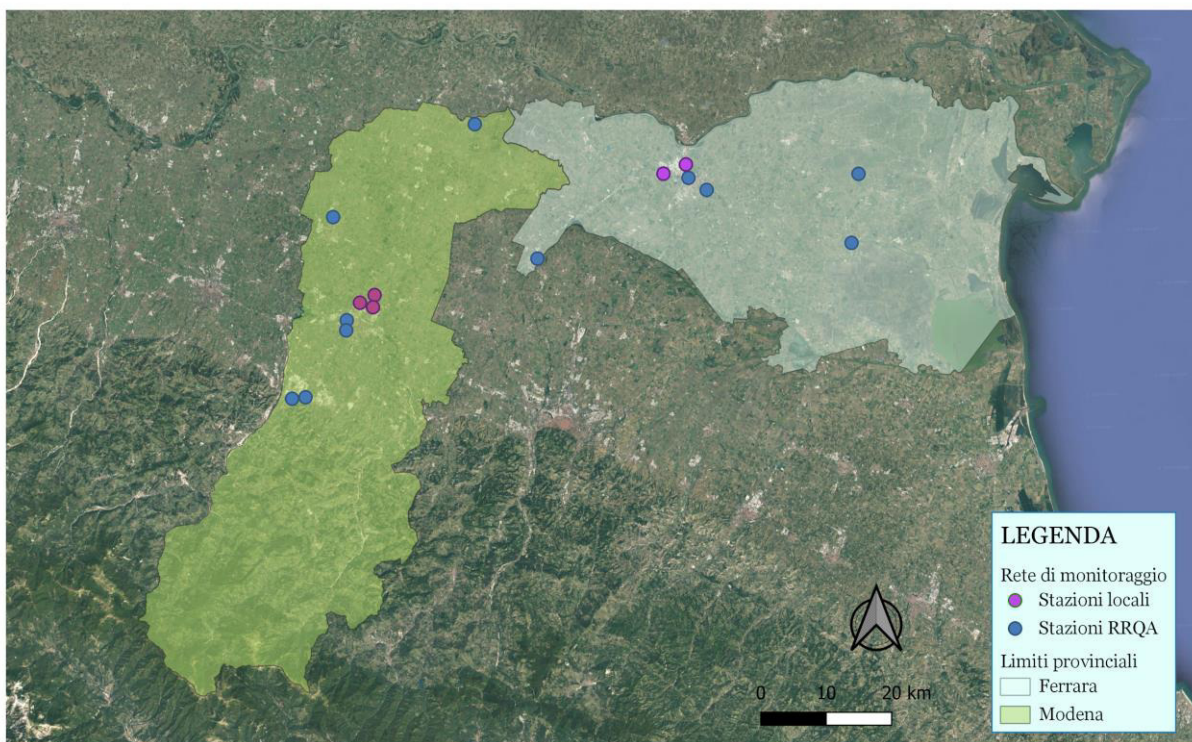 LEGENDA
Rete di monitoraggio
Stazioni locali
Stazioni RRQA
Limiti provinciali
Ferrara
Modena
0 10 20 km